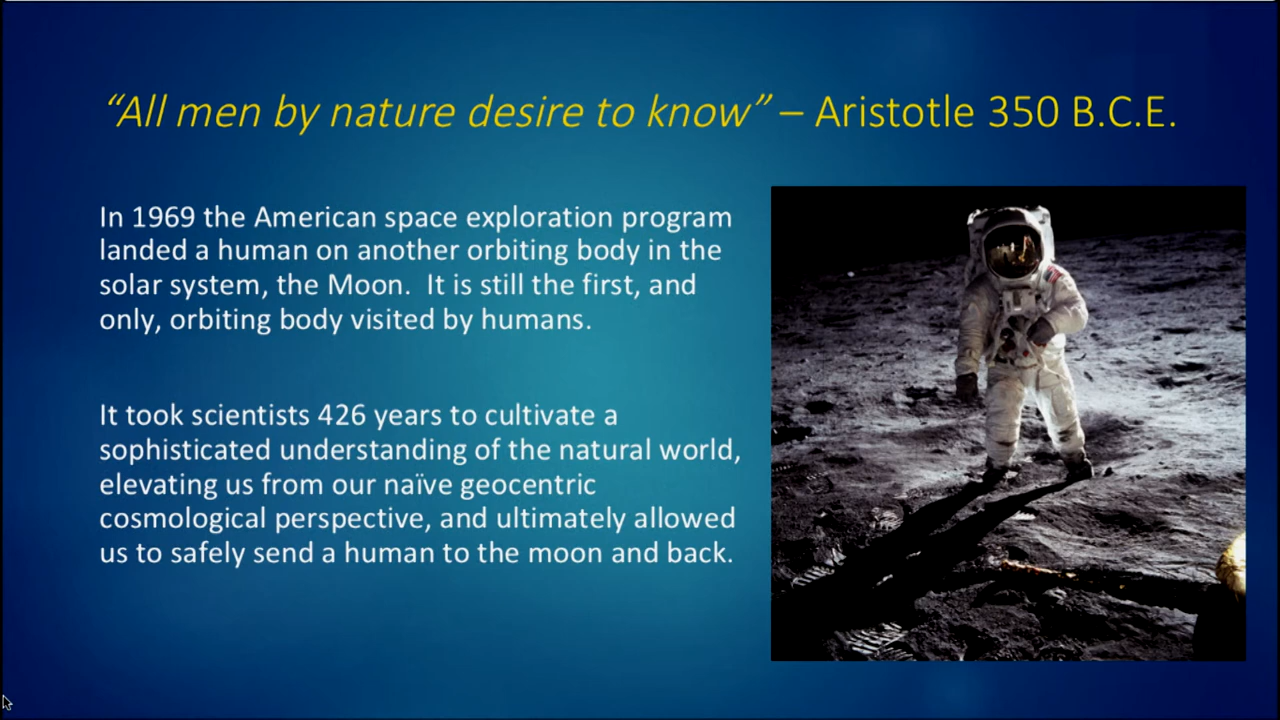 “All men by nature desire to know” – Aristotle 350 B.C.E.
In 1969 the American space exploration program
landed a human on another orbiting body in the
solar system, the Moon.  It is still the first, and
only, orbiting body visited by humans.
It took scientists 426 years to cultivate a
sophisticated understanding of the natural world,
elevating us from our naïve geocentric
cosmological perspective, and ultimately allowed
us to safely send a human to the moon and back.